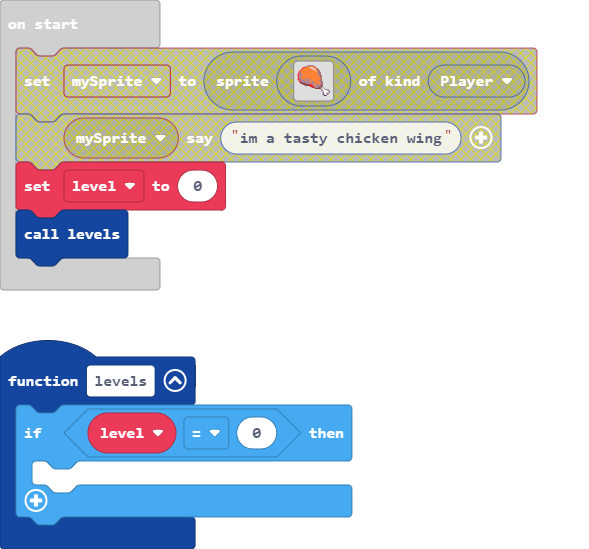 on start
set mySprite to sprite of kind Player
mySprite say "im a tasty chicken wing"
set level to 0
call levels
function levels
if level = 0 then